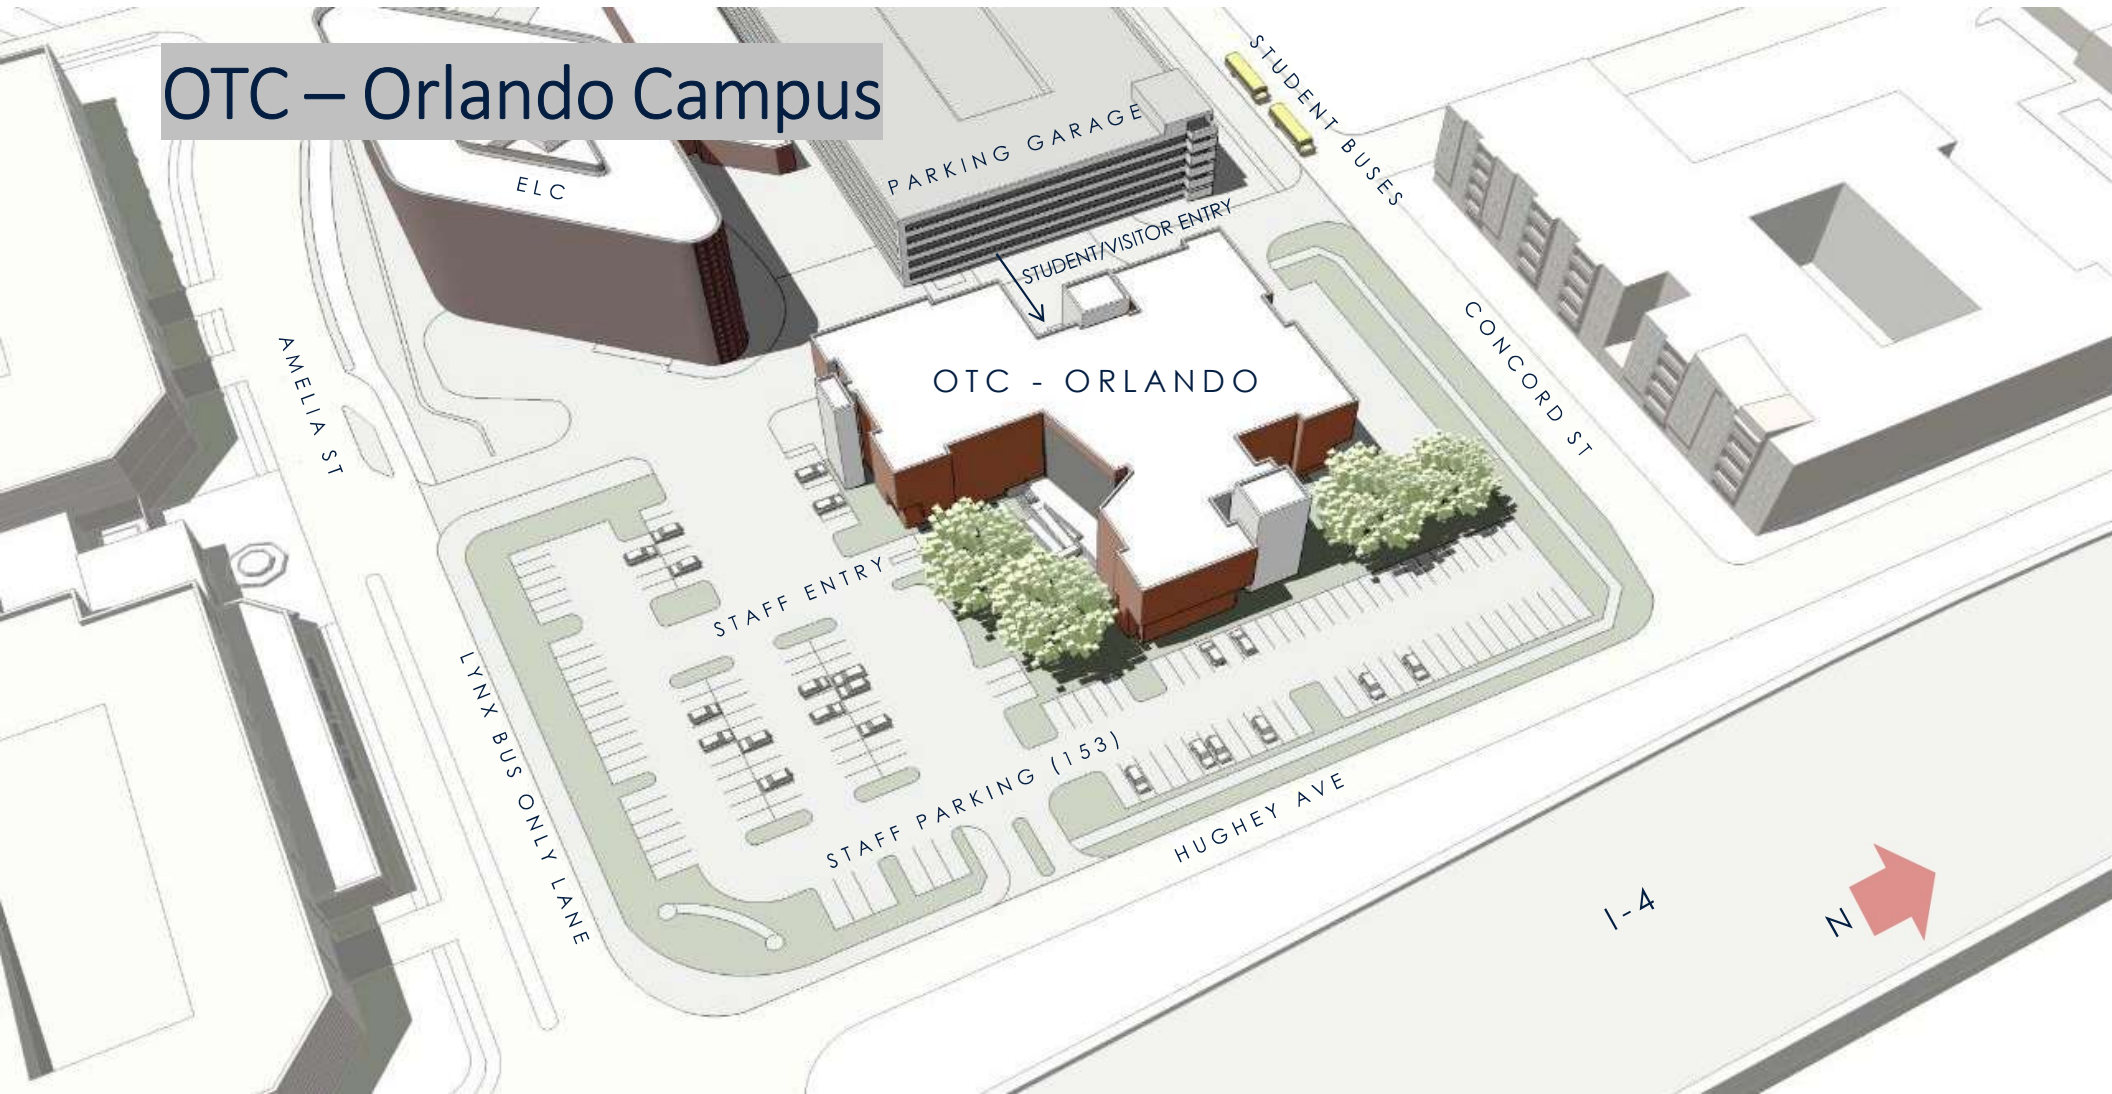 OTC – Orlando Campus
STUDENT BUSES
PARKING GARAGE
ELC
STUDENT/VISITOR ENTRY
AMELIA ST
OTC - ORLANDO
CONCORD ST
STAFF ENTRY
LYNX BUS ONLY LANE
STAFF PARKING (153)
HUGHEY AVE
I-4
N